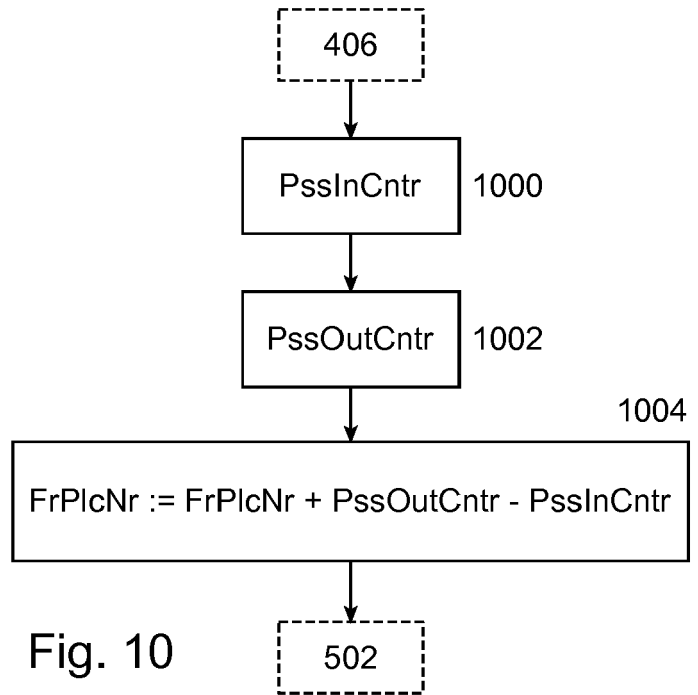 406
PssInCntr
1000
PssOutCntr
1002
1004
FrPlcNr := FrPlcNr + PssOutCntr - PssInCntr
502
Fig. 10